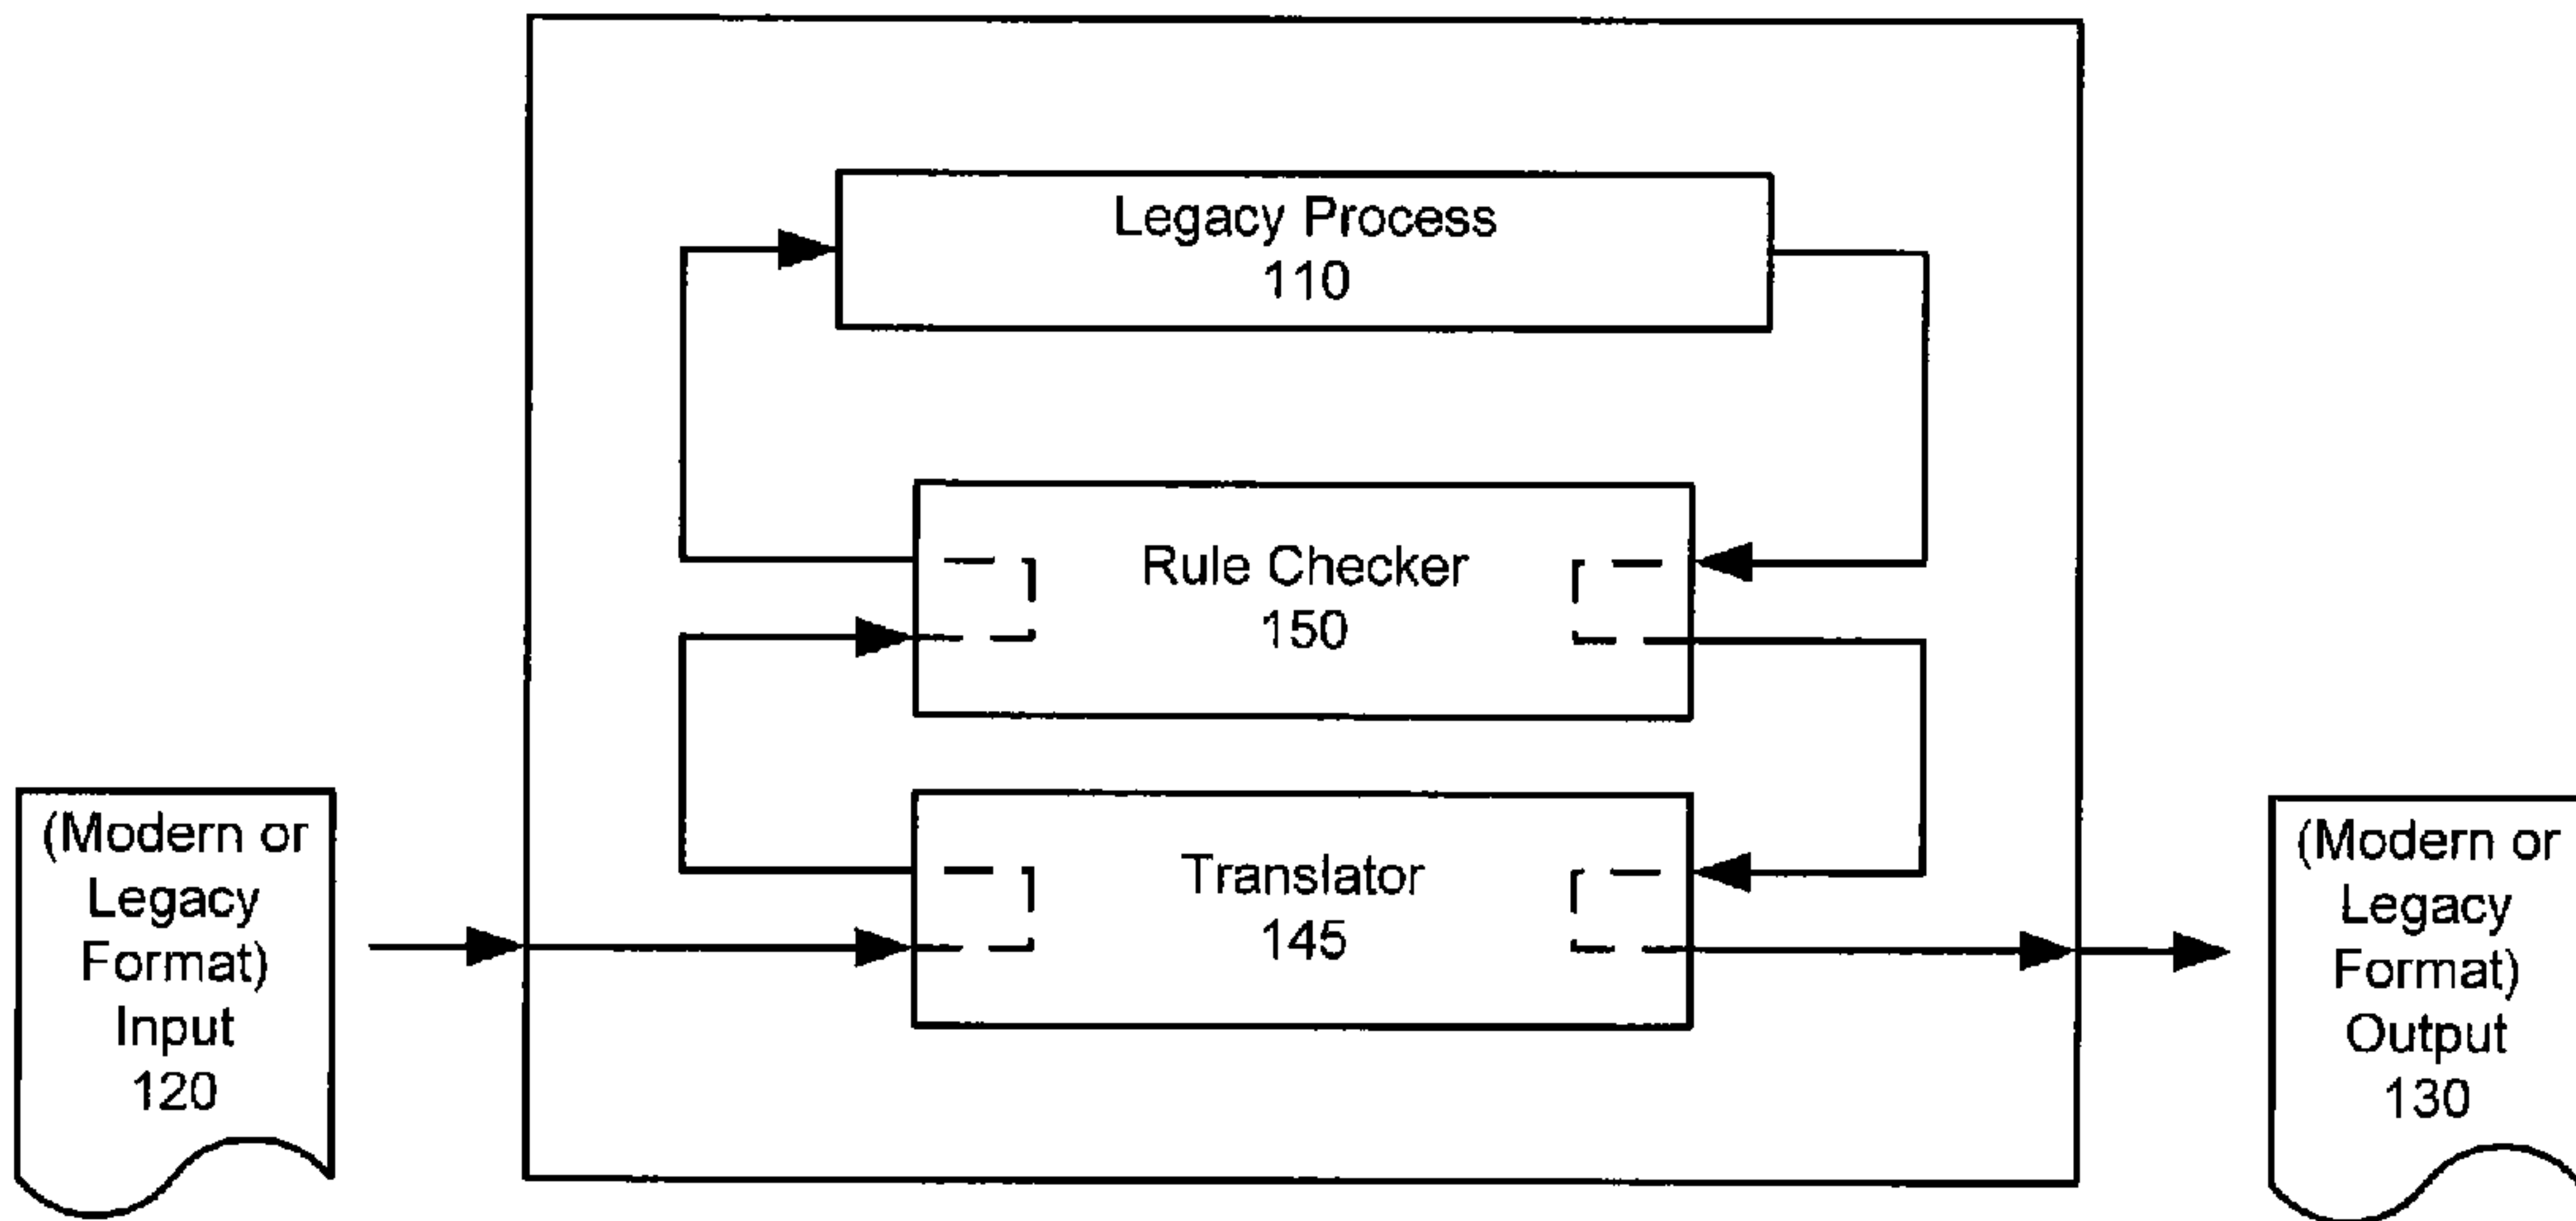 Legacy Process
110
Rule Checker
150
Translator
145
(Modern or
Legacy
Format)
Input
120
(Modern or
Legacy
Format)
Output
130